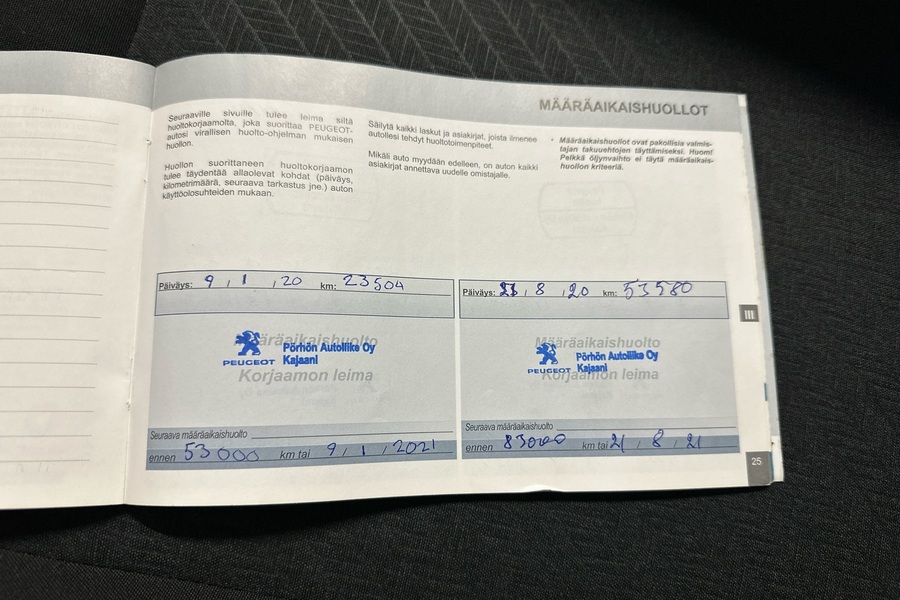 MÄÄRÄAIKAISHUOLLOT
Seuraaville sivuille tulee leima siltä
huoltokorjaamolta, joka suorittaa PEUGEOT-
autosi virallisen huolto-ohjelman mukaisen
huollon.
Huollon suorittaneen huoltokorjaamon
tulee täydentää allaolevat kohdat (päiväys,
kilometrimäärä, seuraava tarkastus jne.) auton
käyttöolosuhteiden mukaan.
Säilytä kaikki laskut ja asiakirjat, joista ilmenee
autollesi tehdyt huoltotoimenpiteet.
Mikäli auto myydään edelleen, on auton kaikki
asiakirjat annettava uudelle omistajalle.
• Määräaikaishuollot ovat pakollisia valmis-
tajan takuuehtojen täyttämiseksi. Huom!
Pelkkä öljynvaihto ei täytä määräaikais-
huollon kriteeriä.
Päiväys: 9 / 1 / 20 km: 23504
Määräaikaishuolto
Pörhön Autoliike Oy
PEUGEOT Kajaani
Korjaamon leima
Seuraava määräaikaishuolto
ennen 53000 km tai 9 / 1 / 2021
Päiväys: 21 / 8 / 20 km: 53580
Määräaikaishuolto
Pörhön Autoliike Oy
PEUGEOT Kajaani
Korjaamon leima
Seuraava määräaikaishuolto
ennen 83000 km tai 21 / 8 / 21
III
25